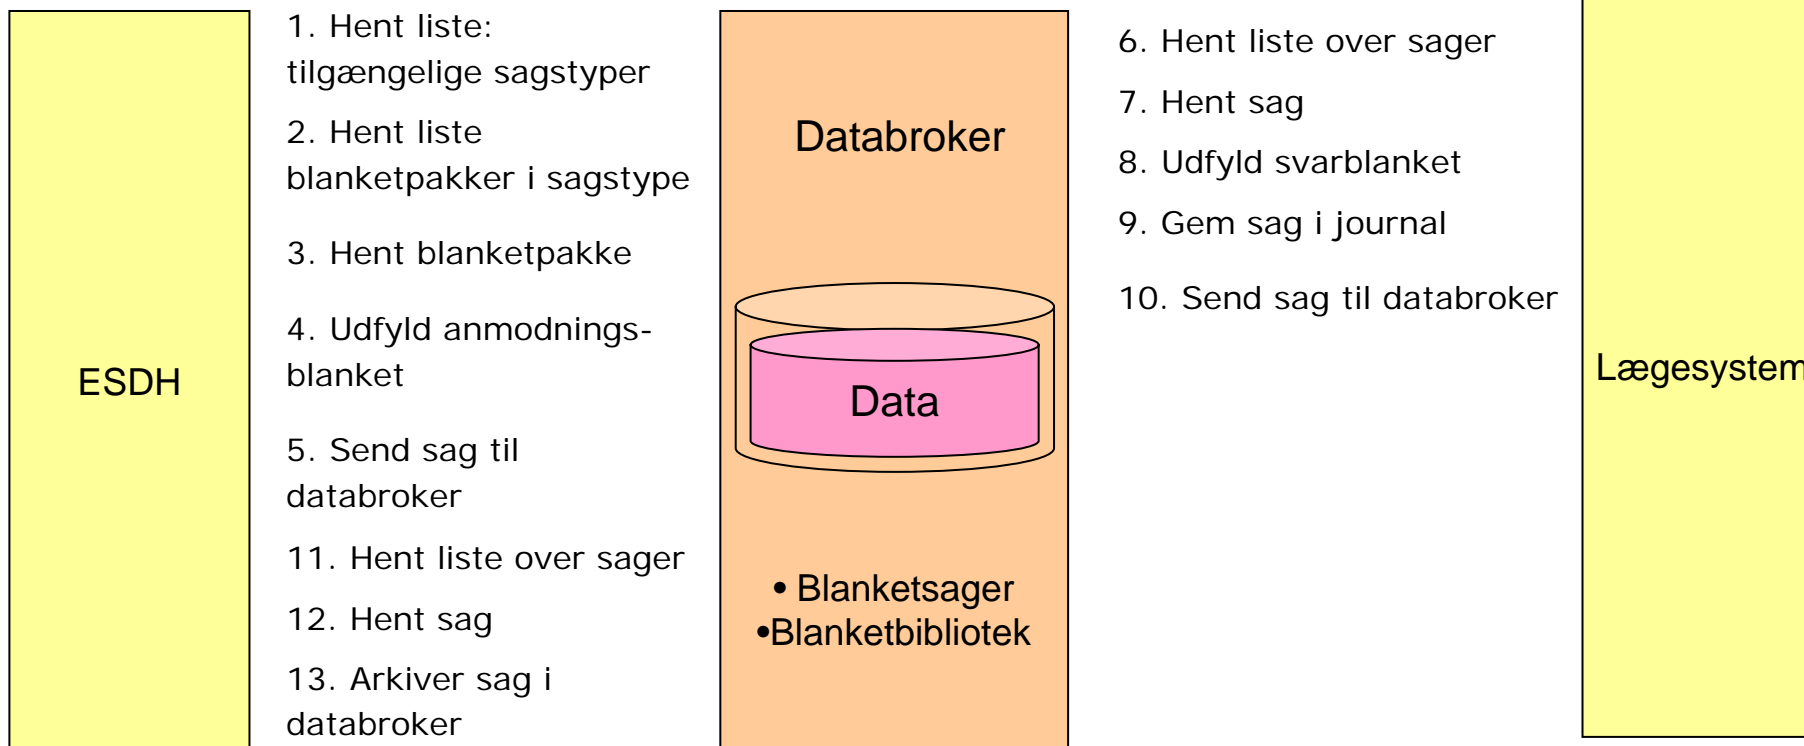 ESDH
1. Hent liste:
tilgængelige sagstyper
2. Hent liste
blanketpakker i sagstype
3. Hent blanketpakke
4. Udfyld anmodnings-
blanket
5. Send sag til
databroker
11. Hent liste over sager
12. Hent sag
13. Arkiver sag i
databroker
Databroker
Data
• Blanketsager
•Blanketbibliotek
6. Hent liste over sager
7. Hent sag
8. Udfyld svarblanket
9. Gem sag i journal
10. Send sag til databroker
Lægesystem